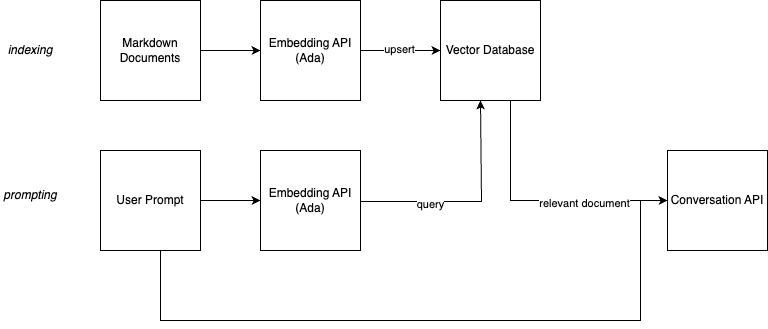 indexing
Markdown
Documents
Embedding API
(Ada)
upsert
Vector Database
prompting
User Prompt
Embedding API
(Ada)
query
relevant document
Conversation API